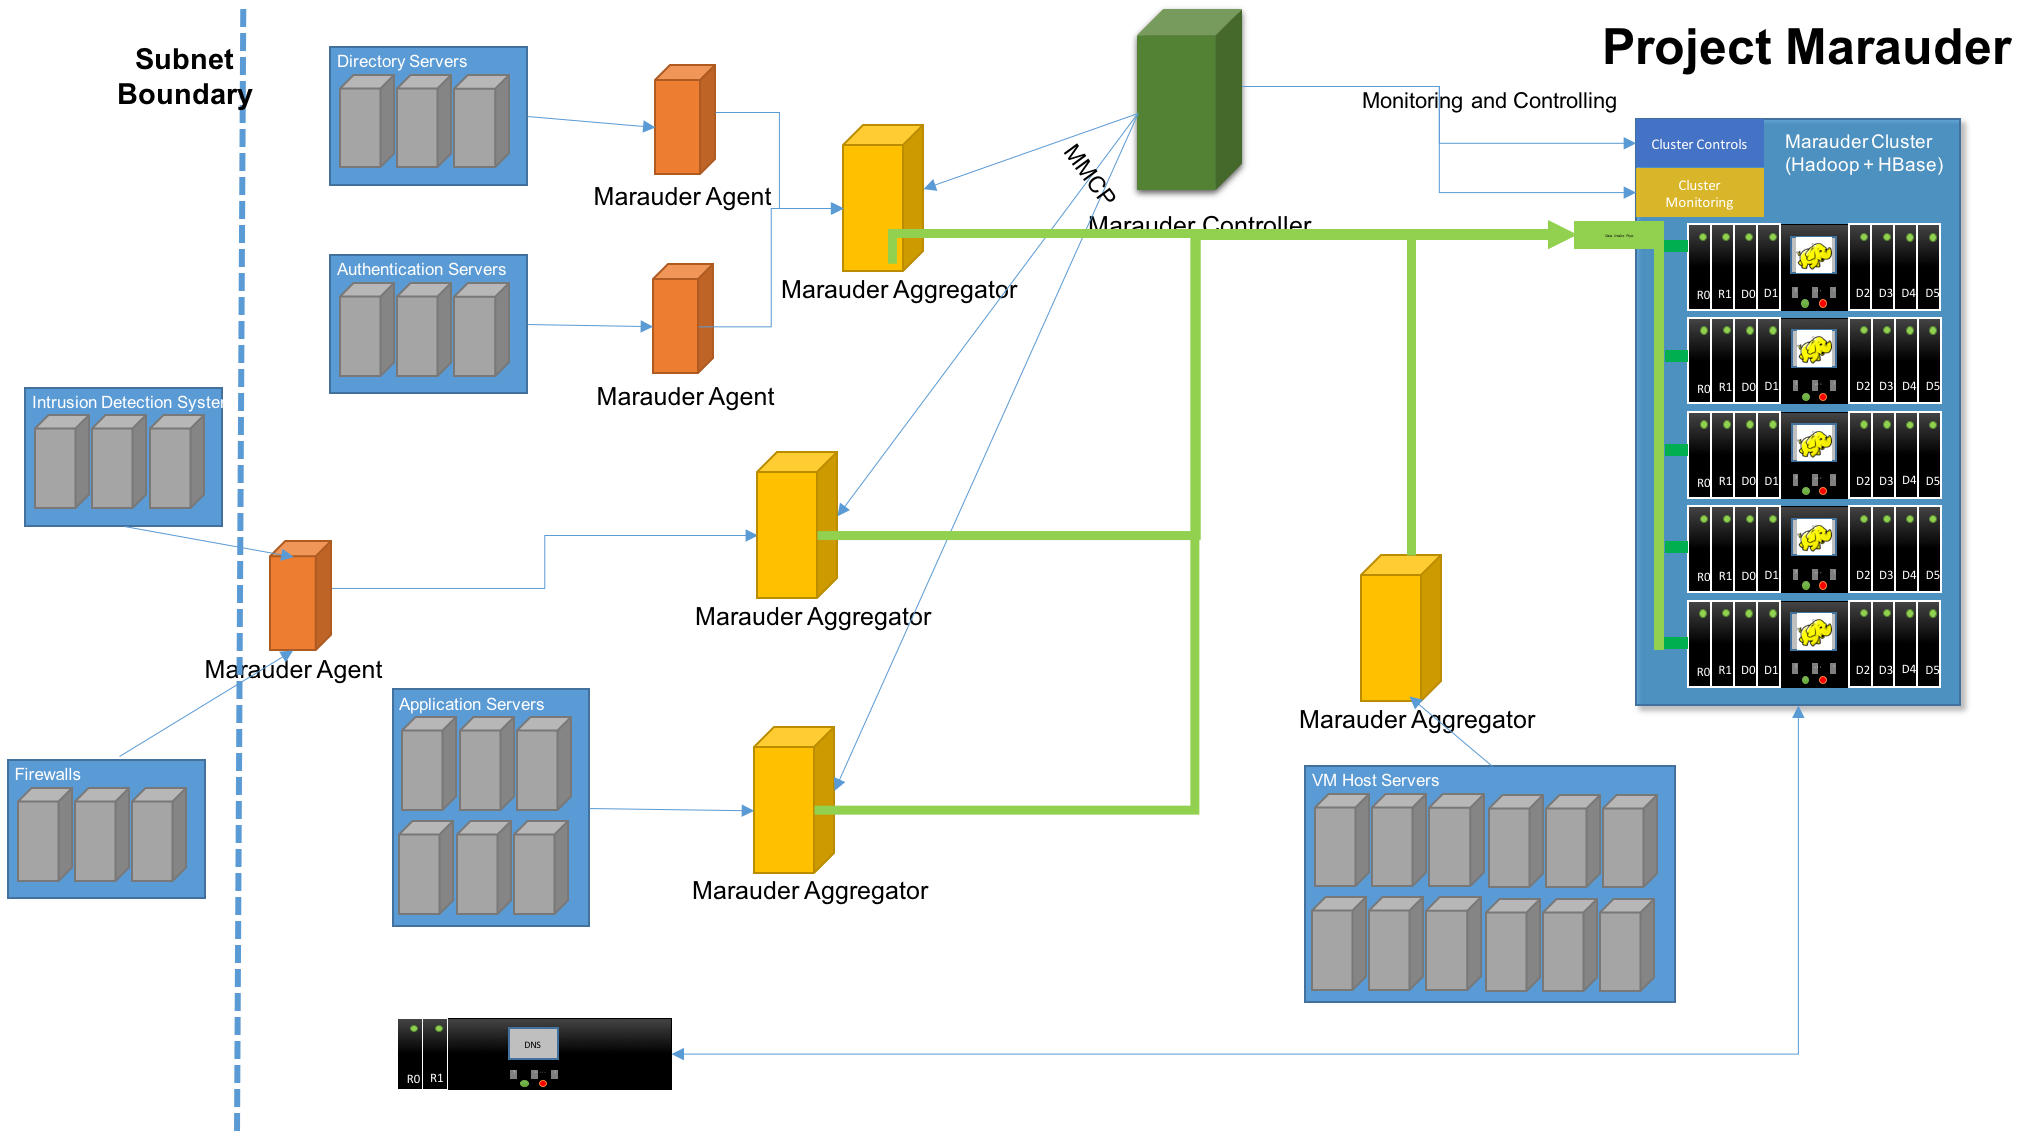 Project Marauder
Subnet
Boundary
Directory Servers
Marauder Agent
Authentication Servers
Marauder Agent
Marauder Aggregator
MMCP
Marauder Controller
Monitoring and Controlling
Cluster Controls
Cluster
Monitoring
Marauder Cluster
(Hadoop + HBase)
R0 R1 D0 D1 D2 D3 D4 D5
R0 R1 D0 D1 D2 D3 D4 D5
R0 R1 D0 D1 D2 D3 D4 D5
R0 R1 D0 D1 D2 D3 D4 D5
R0 R1 D0 D1 D2 D3 D4 D5
Intrusion Detection System
Marauder Agent
Marauder Aggregator
Firewalls
Application Servers
Marauder Aggregator
Marauder Aggregator
VM Host Servers
R0 R1
DNS